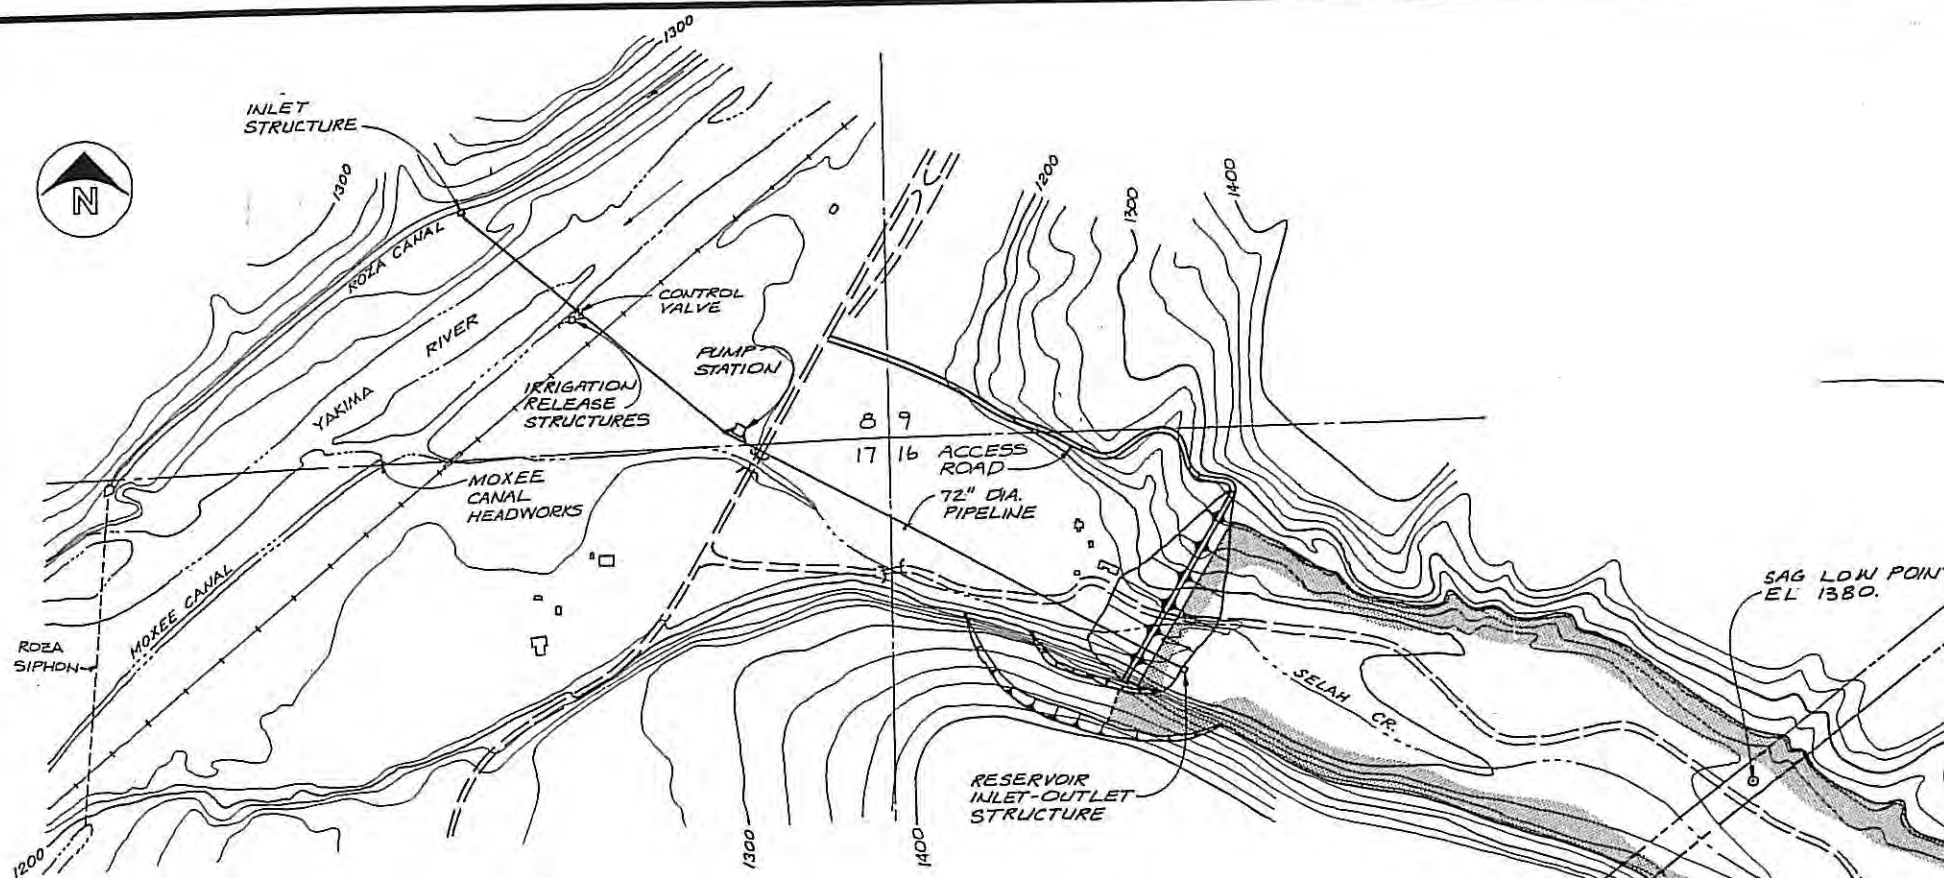 1300
INLET
STRUCTURE
1300
N
ROZA CANAL
1200
1300
1400
CONTROL
VALVE
YAKIMA RIVER
PUMP
STATION
IRRIGATION
RELEASE
STRUCTURES
8 9
17 16
ACCESS
ROAD
MOXEE
CANAL
HEADWORKS
72" DIA.
PIPELINE
SAG LOW POINT
EL 1380.
MOXEE CANAL
ROZA
SIPHON
SELAH CR.
RESERVOIR
INLET-OUTLET
STRUCTURE
1200
1300
1400